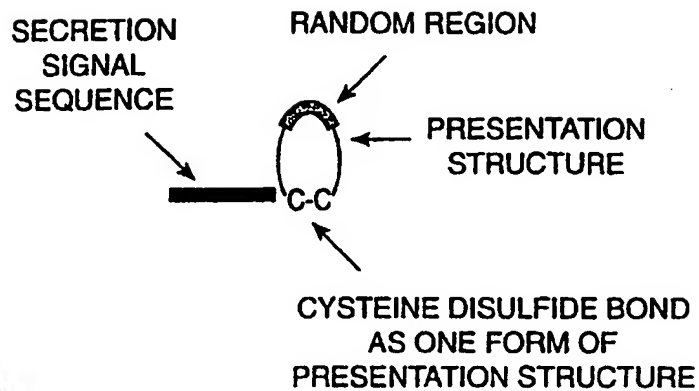 SECRETION
SIGNAL
SEQUENCE
RANDOM REGION
PRESENTATION
STRUCTURE
C-C
CYSTEINE DISULFIDE BOND
AS ONE FORM OF
PRESENTATION STRUCTURE